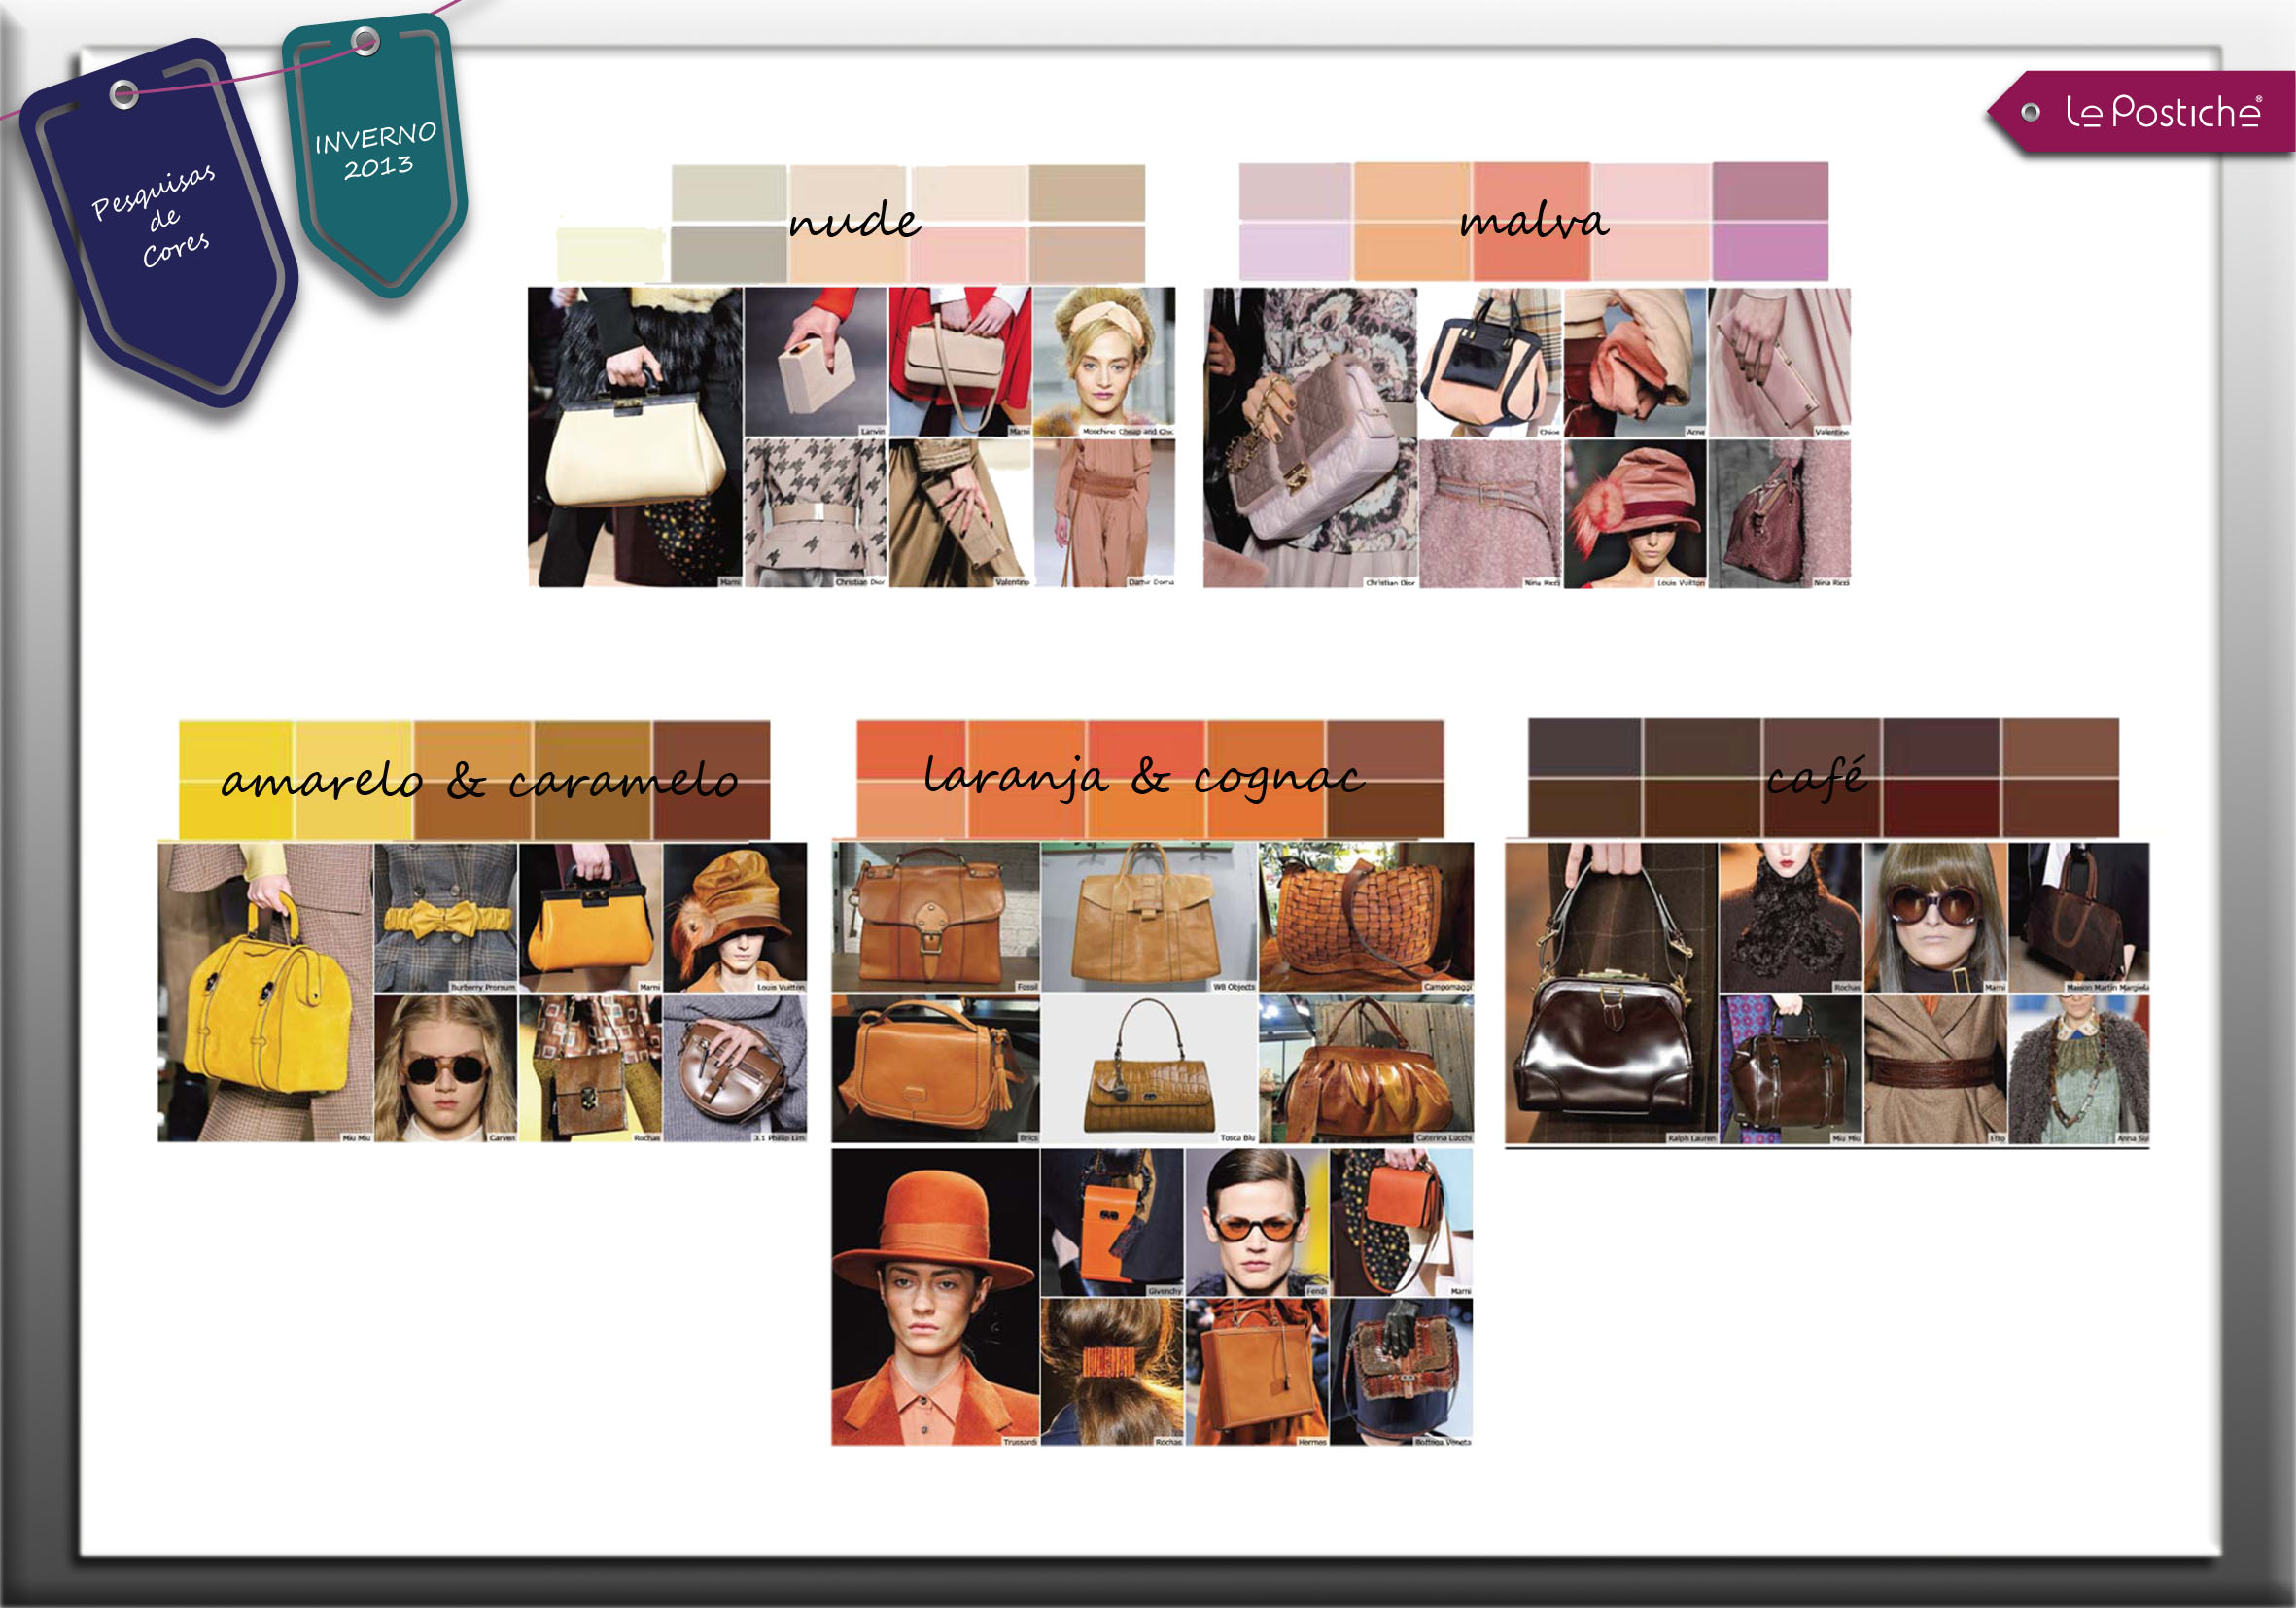 Pesquisas
de
Cores
INVERNO
2013
Le Postiche®
nude
Lanvin
Marni
Moschino Cheap and Chic
Marni
Christian Dior
Valentino
Damir Doma
malva
Chloe
Acne
Valentino
Christian Dior
Nina Ricci
Louis Vuitton
Nina Ricci
amarelo & caramelo
Burberry Prorsum
Marni
Louis Vuitton
Miu Miu
Carven
Rochas
3.1 Phillip Lim
laranja & cognac
Fossil
W8 Objects
Campomaggi
Brics
Tosca Blu
Caterina Lucchi
Givenchy
Fendi
Marni
Trussardi
Rochas
Hermes
Bottega Veneta
café
Rochas
Marni
Maison Martin Margiela
Ralph Lauren
Miu Miu
Etro
Anna Sui